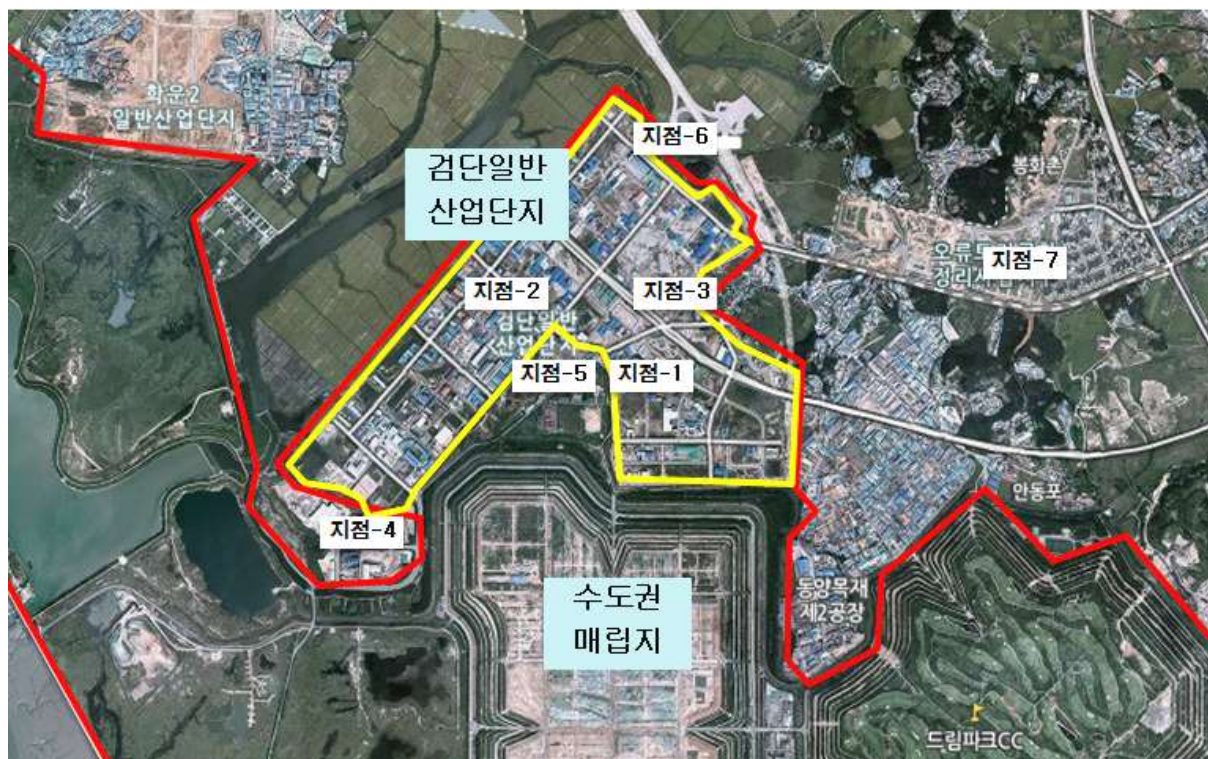 학운2
일반산업단지
지점-6
검단일반
산업단지
봉화촌
지점-7
지점-2
지점-3
검단일반
산업단지
지점-5
지점-1
안동포
지점-4
수도권
매립지
동양목재
제2공장
드림파크CC